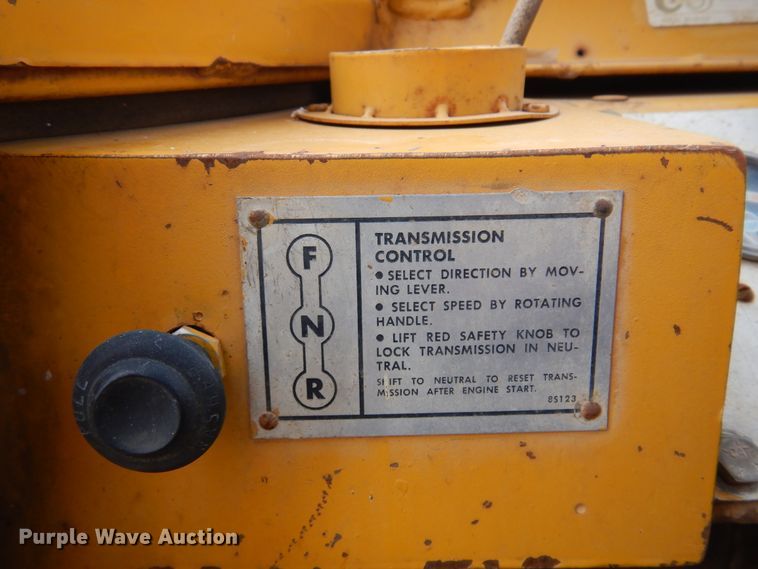 F
N
R
TRANSMISSION
CONTROL
● SELECT DIRECTION BY MOV-
ING LEVER.
● SELECT SPEED BY ROTATING
HANDLE.
● LIFT RED SAFETY KNOB TO
LOCK TRANSMISSION IN NEU-
TRAL.
SHIFT TO NEUTRAL TO RESET TRANS-
MISSION AFTER ENGINE START.
8S123
Purple Wave Auction